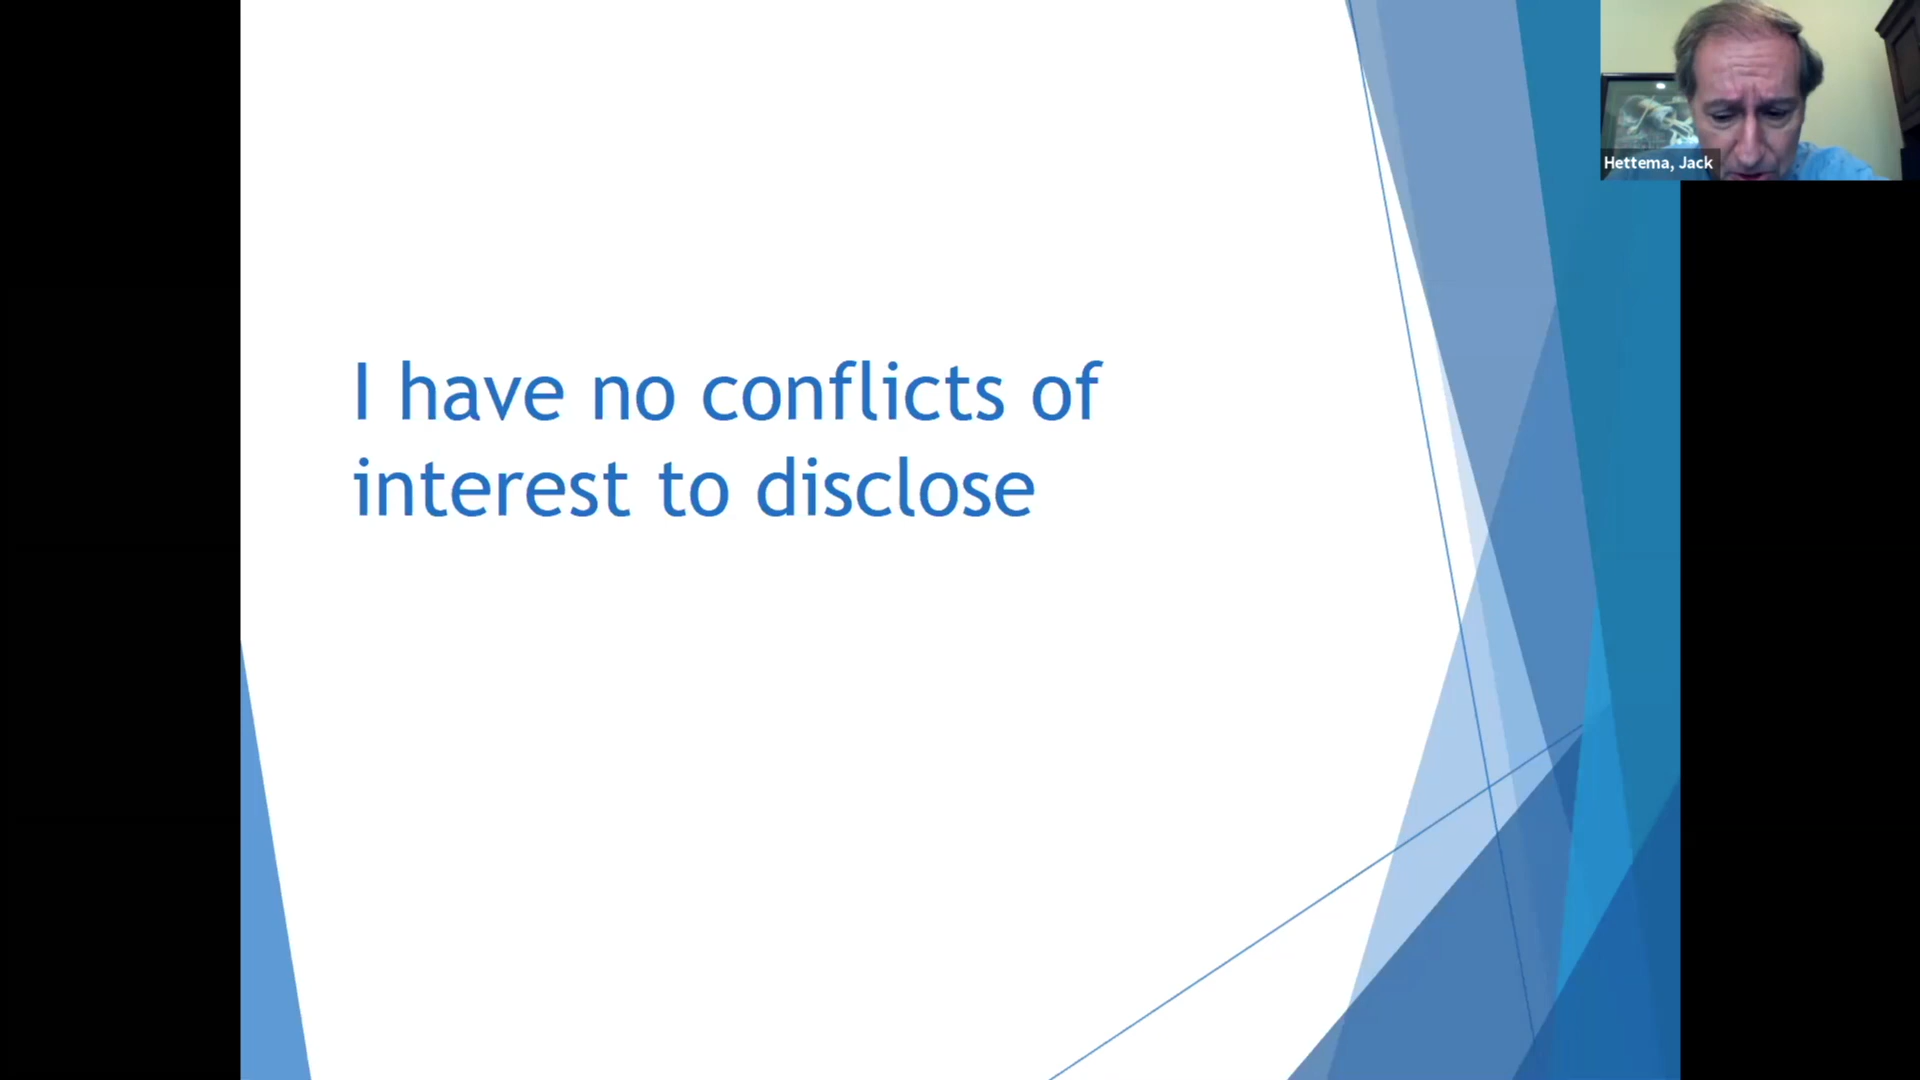 I have no conflicts of
interest to disclose
Hettema, Jack